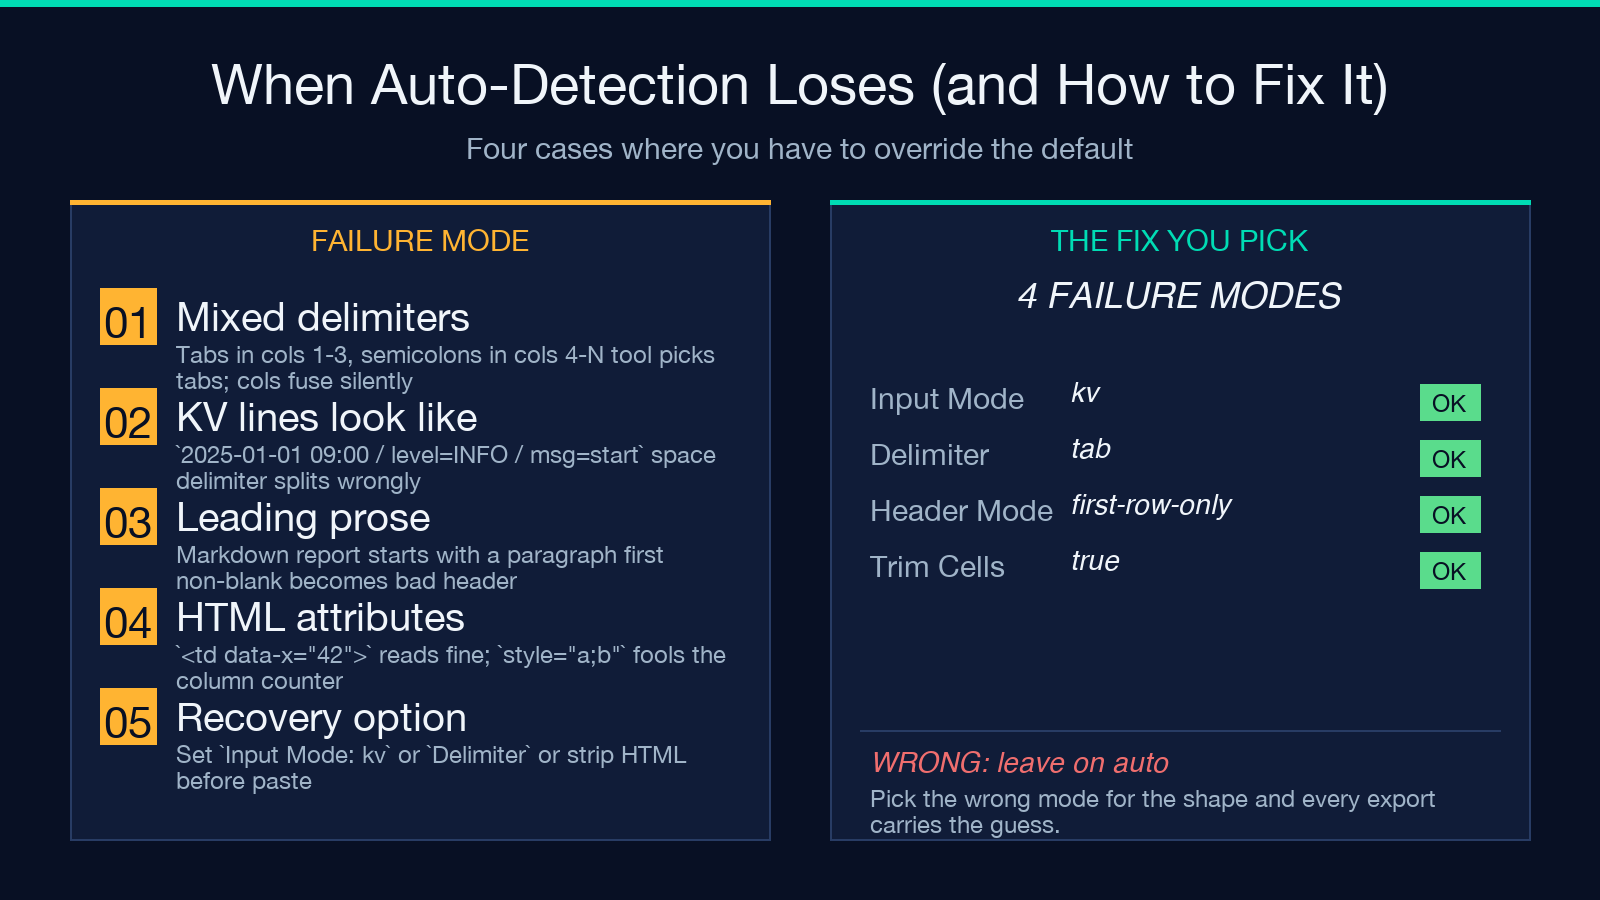 When Auto-Detection Loses (and How to Fix It)
Four cases where you have to override the default
FAILURE MODE
01 Mixed delimiters
Tabs in cols 1-3, semicolons in cols 4-N tool picks
tabs; cols fuse silently
02 KV lines look like
`2025-01-01 09:00 / level=INFO / msg=start` space
delimiter splits wrongly
03 Leading prose
Markdown report starts with a paragraph first
non-blank becomes bad header
04 HTML attributes
`<td data-x="42">` reads fine; `style="a;b"` fools the
column counter
05 Recovery option
Set `Input Mode: kv` or `Delimiter` or strip HTML
before paste
THE FIX YOU PICK
4 FAILURE MODES
Input Mode kv OK
Delimiter tab OK
Header Mode first-row-only OK
Trim Cells true OK
WRONG: leave on auto
Pick the wrong mode for the shape and every export
carries the guess.